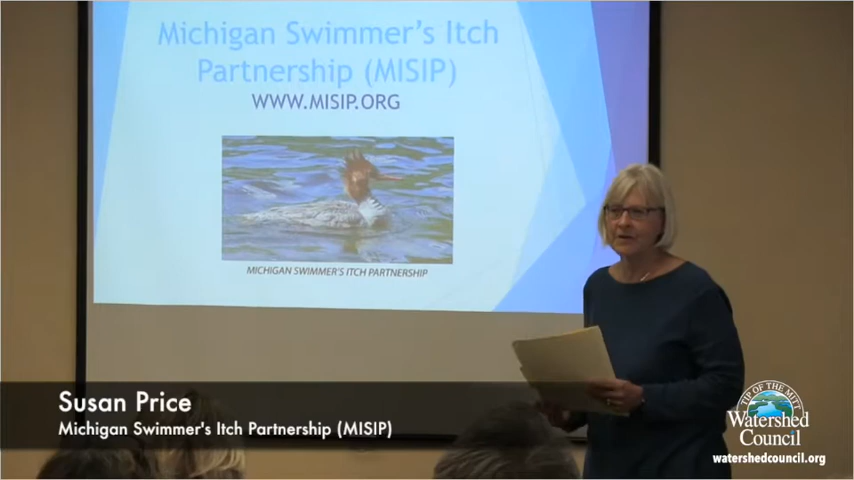 Michigan Swimmer's Itch
Partnership (MISIP)
WWW.MISIP.ORG
MICHIGAN SWIMMER'S ITCH PARTNERSHIP
Susan Price
Michigan Swimmer's Itch Partnership (MISIP)
TIP OF THE MITT
Watershed
Council
watershedcouncil.org